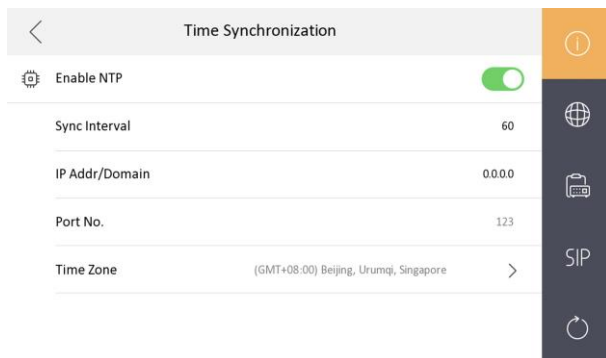 Time Synchronization
Enable NTP
Sync Interval 60
IP Addr/Domain 0.0.0.0
Port No. 123
Time Zone (GMT+08:00) Beijing, Urumqi, Singapore
SIP